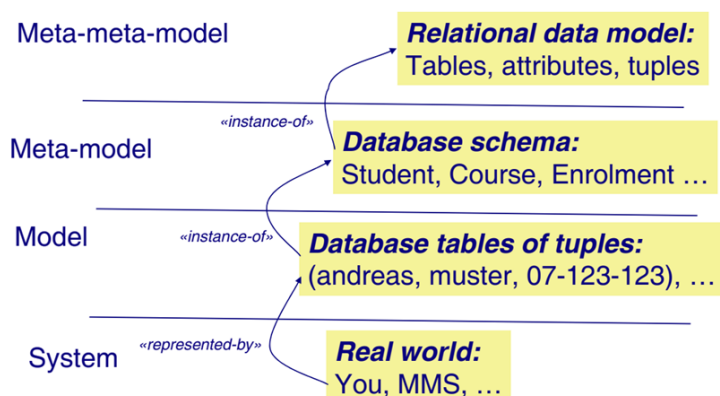 Meta-meta-model
Relational data model:
Tables, attributes, tuples
«instance-of»
Meta-model
Database schema:
Student, Course, Enrolment ...
«instance-of»
Model
Database tables of tuples:
(andreas, muster, 07-123-123), ...
«represented-by»
System
Real world:
You, MMS, ...